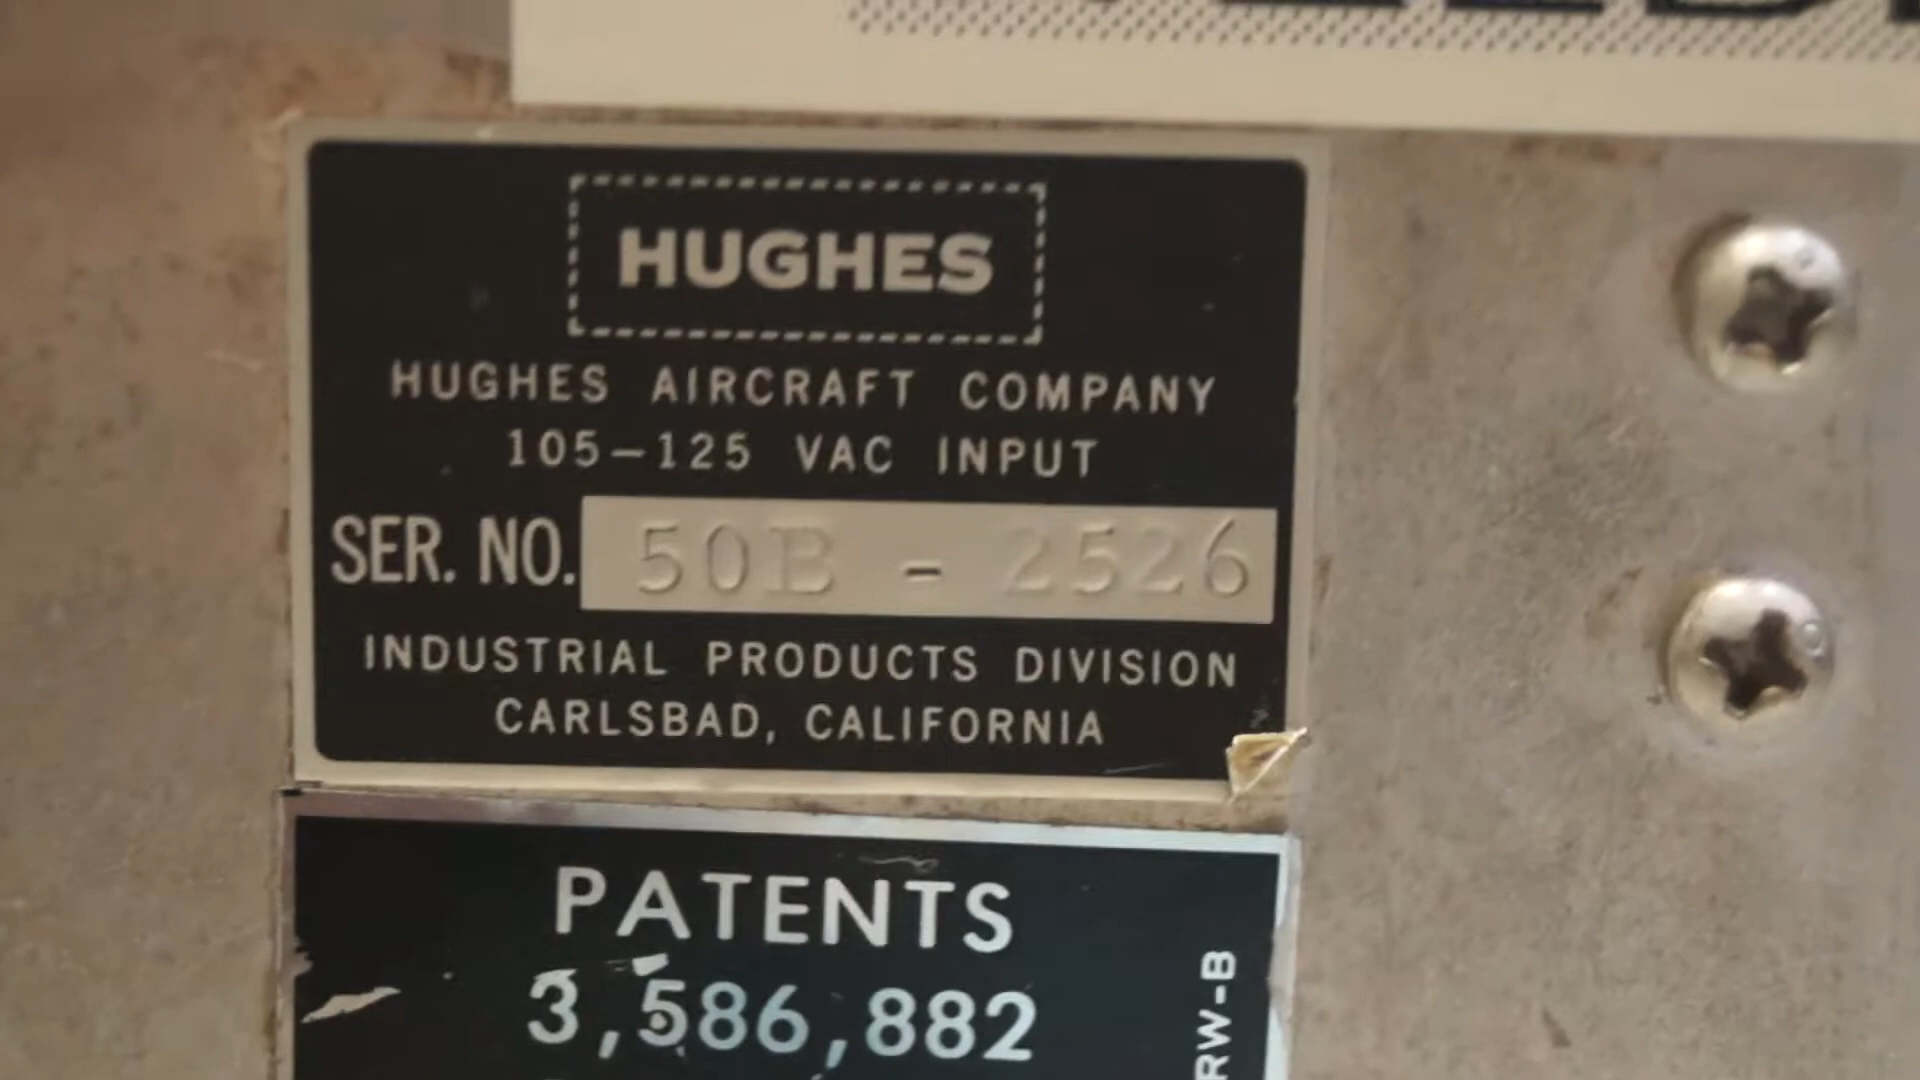 HUGHES
HUGHES AIRCRAFT COMPANY
105-125 VAC INPUT
SER. NO. 50B - 2526
INDUSTRIAL PRODUCTS DIVISION
CARLSBAD, CALIFORNIA
PATENTS
3,586,882
RW-B